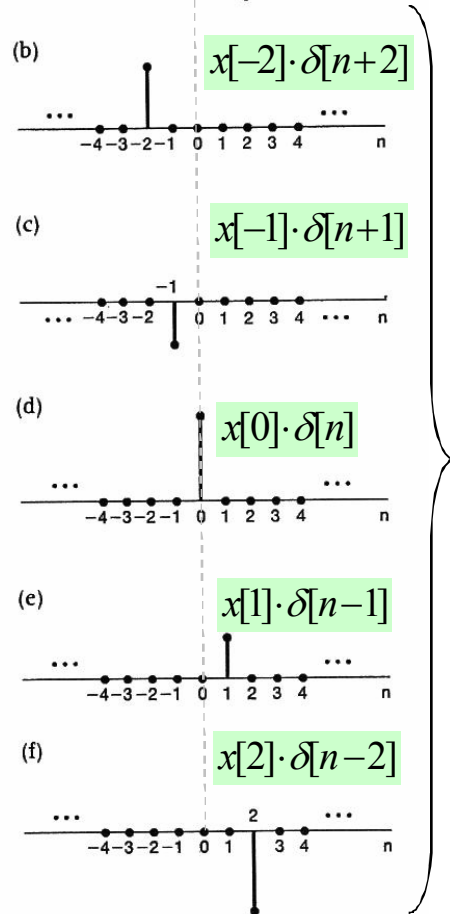 (b) x[−2]·δ[n+2]
... ...
−4 −3 −2 −1 0 1 2 3 4 n
(c) x[−1]·δ[n+1]
−1
... −4 −3 −2 0 1 2 3 4 ... n
(d) x[0]·δ[n]
... ...
−4 −3 −2 −1 0 1 2 3 4 n
(e) x[1]·δ[n−1]
... ...
−4 −3 −2 −1 0 1 2 3 4 n
(f) x[2]·δ[n−2]
... 2 ...
−4 −3 −2 −1 0 1 3 4 n